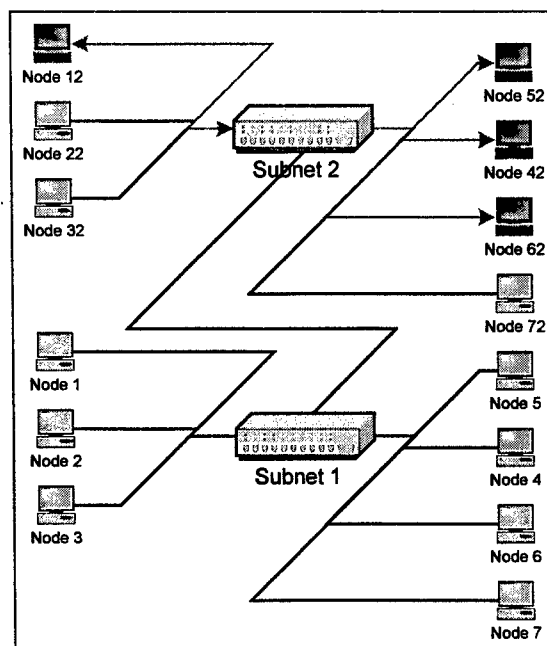 Node 12
Node 22
Node 32
Subnet 2
Node 52
Node 42
Node 62
Node 72
Node 1
Node 2
Node 3
Subnet 1
Node 5
Node 4
Node 6
Node 7